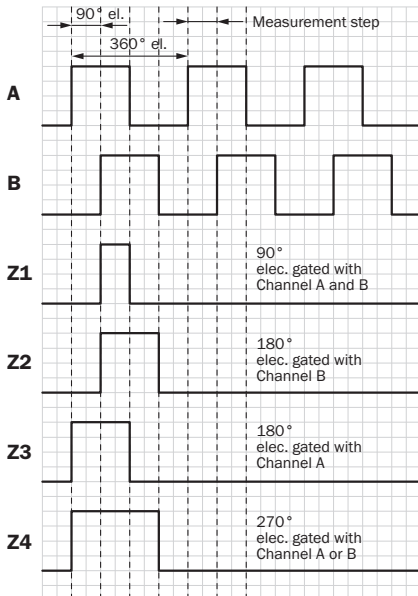 90° el.
Measurement step
360° el.
A
B
Z1
90°
elec. gated with
Channel A and B
Z2
180°
elec. gated with
Channel B
Z3
180°
elec. gated with
Channel A
Z4
270°
elec. gated with
Channel A or B